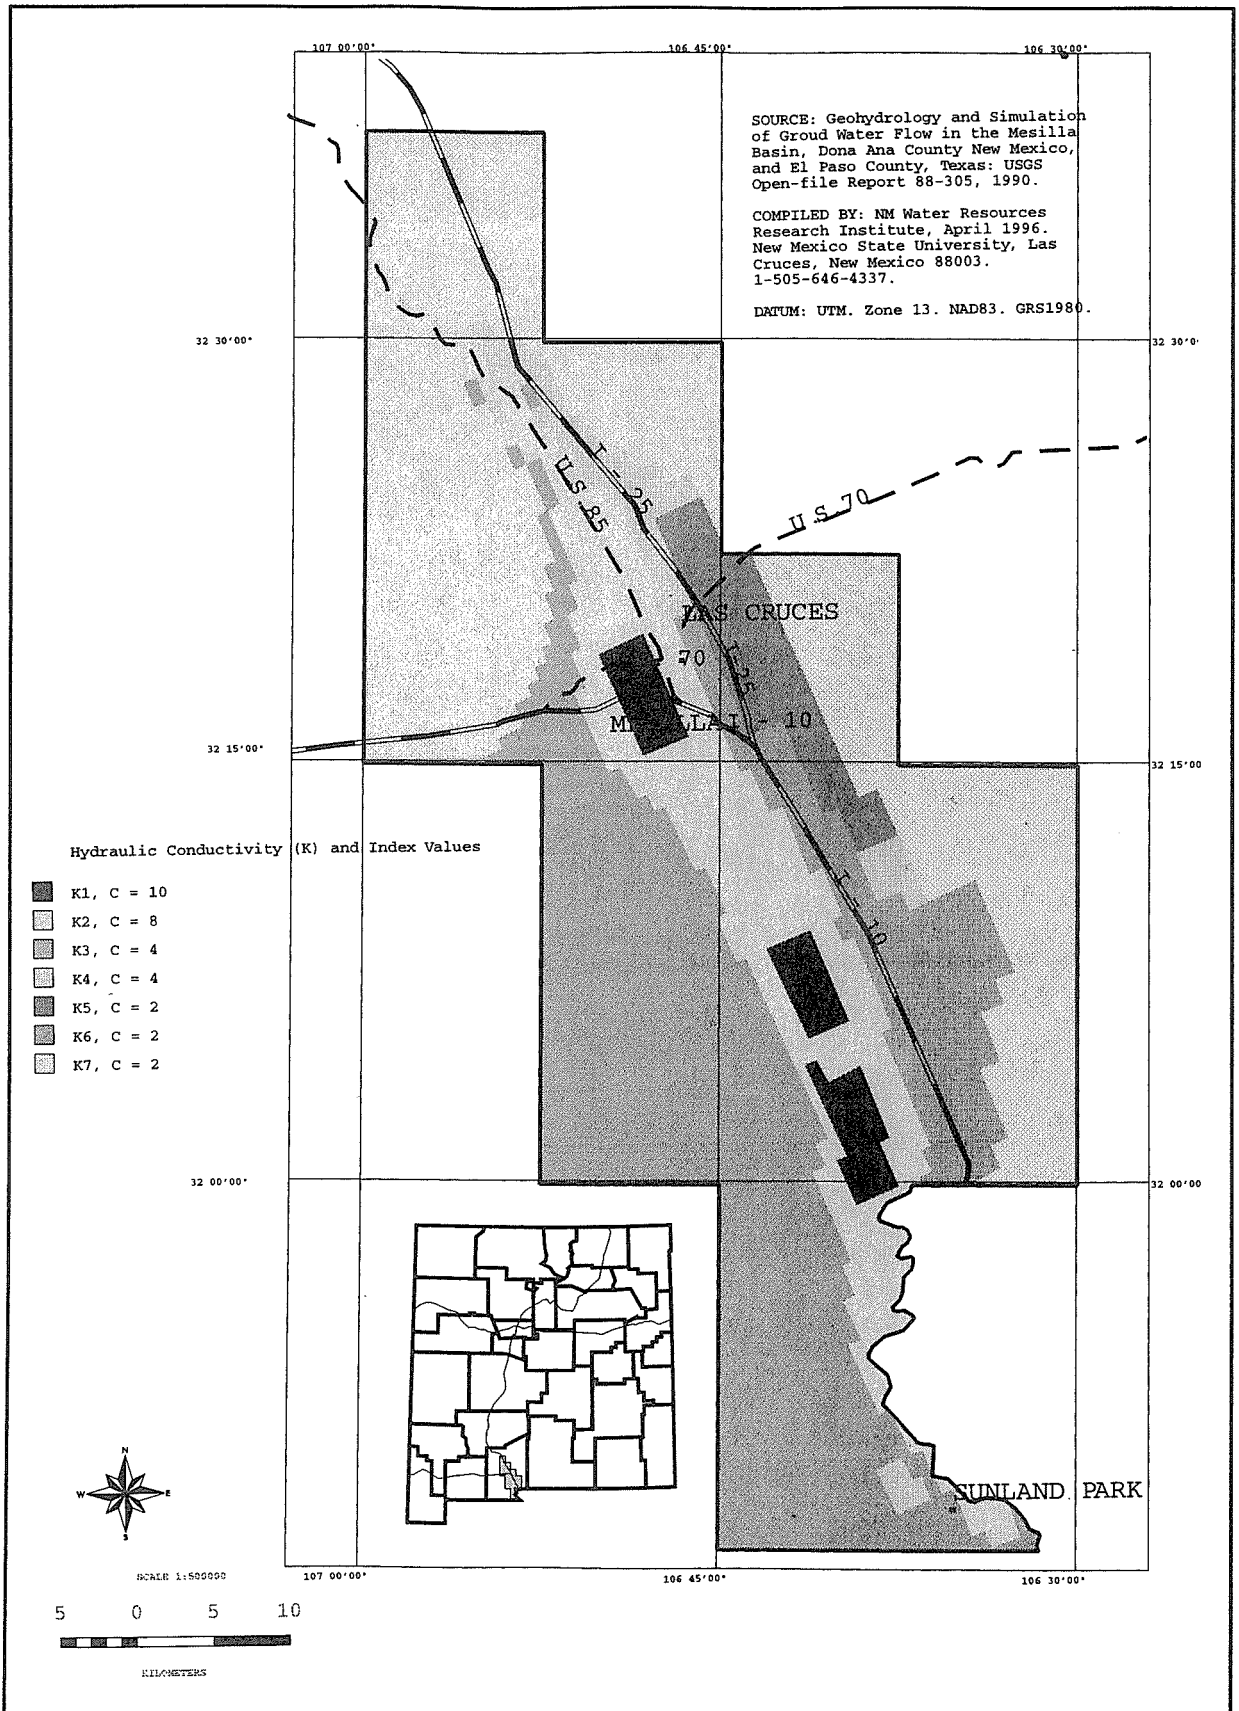 107 00'00"
106 45'00"
106 30'00"
SOURCE: Geohydrology and Simulation
of Groud Water Flow in the Mesilla
Basin, Dona Ana County New Mexico,
and El Paso County, Texas: USGS
Open-file Report 88-305, 1990.
COMPILED BY: NM Water Resources
Research Institute, April 1996.
New Mexico State University, Las
Cruces, New Mexico 88003.
1-505-646-4337.
DATUM: UTM. Zone 13. NAD83. GRS1980.
32 30'00"
32 30'0
I - 25
U.S 85
U.S 70
LAS CRUCES
70
I-25
I - 10
32 15'00"
32 15'00
Hydraulic Conductivity (K) and Index Values
K1, C = 10
K2, C = 8
K3, C = 4
K4, C = 4
K5, C = 2
K6, C = 2
K7, C = 2
I - 10
32 00'00"
32 00'00
N
W
E
S
SUNLAND PARK
SCALE 1:500000
107 00'00"
106 45'00"
106 30'00"
5 0 5 10
KILOMETERS